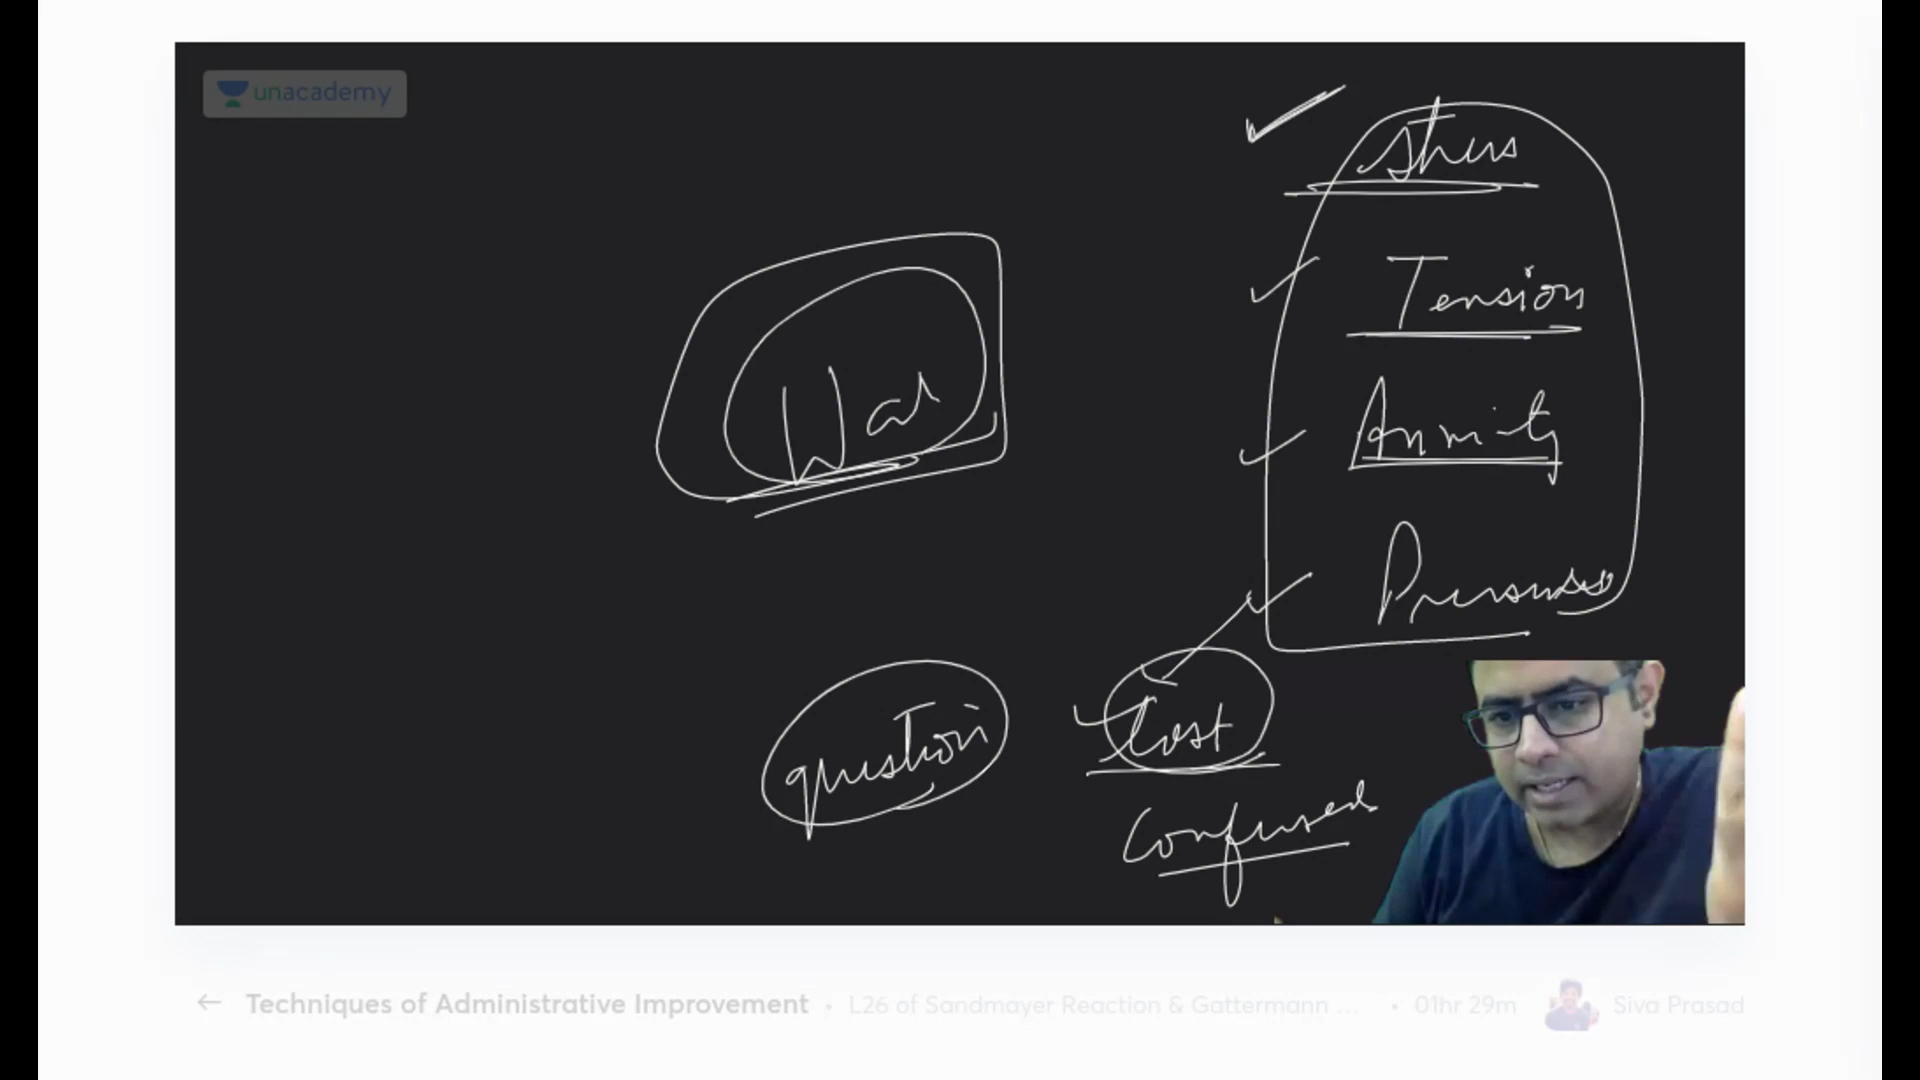 unacademy
Stress
Tension
Anxiety
Pressures
War
question
Lost
Confused
← Techniques of Administrative Improvement • L26 of Sandmayer Reaction & Gattermann ... • 01hr 29m Siva Prasad